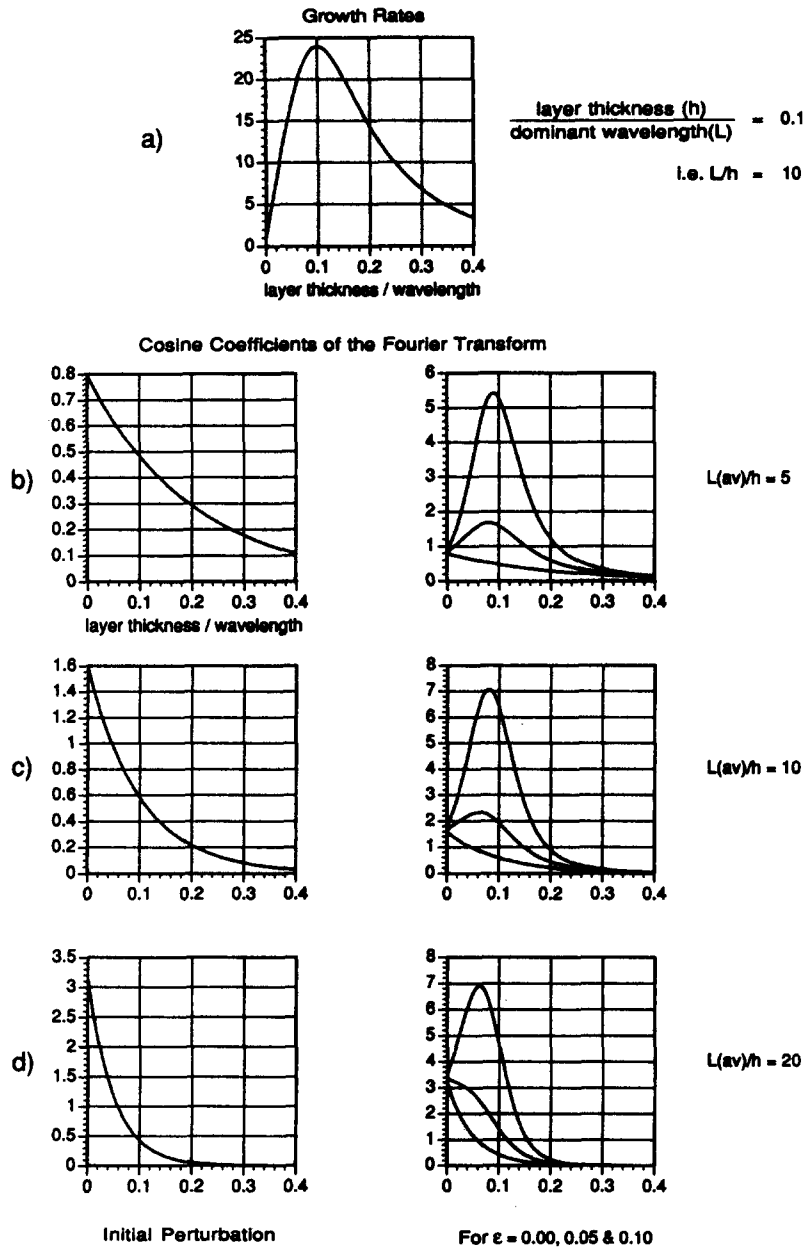 Growth Rates
a)
25
20
15
10
5
0
0 0.1 0.2 0.3 0.4
layer thickness / wavelength
layer thickness (h)
dominant wavelength(L)
= 0.1
i.e. L/h = 10
Cosine Coefficients of the Fourier Transform
b)
0.8
0.7
0.6
0.5
0.4
0.3
0.2
0.1
0
0 0.1 0.2 0.3 0.4
layer thickness / wavelength
6
5
4
3
2
1
0
0 0.1 0.2 0.3 0.4
L(av)/h = 5
c)
1.6
1.4
1.2
1
0.8
0.6
0.4
0.2
0
0 0.1 0.2 0.3 0.4
8
7
6
5
4
3
2
1
0
0 0.1 0.2 0.3 0.4
L(av)/h = 10
d)
3.5
3
2.5
2
1.5
1
0.5
0
0 0.1 0.2 0.3 0.4
Initial Perturbation
8
7
6
5
4
3
2
1
0
0 0.1 0.2 0.3 0.4
L(av)/h = 20
For ε = 0.00, 0.05 & 0.10